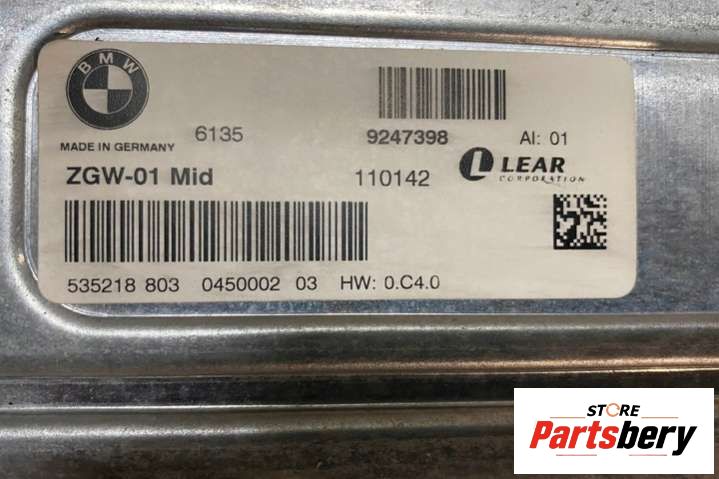 BMW
MADE IN GERMANY
6135
9247398
AI: 01
ZGW-01 Mid
110142
LEAR
CORPORATION
535218 803 0450002 03 HW: 0.C4.0
STORE
Partsbery